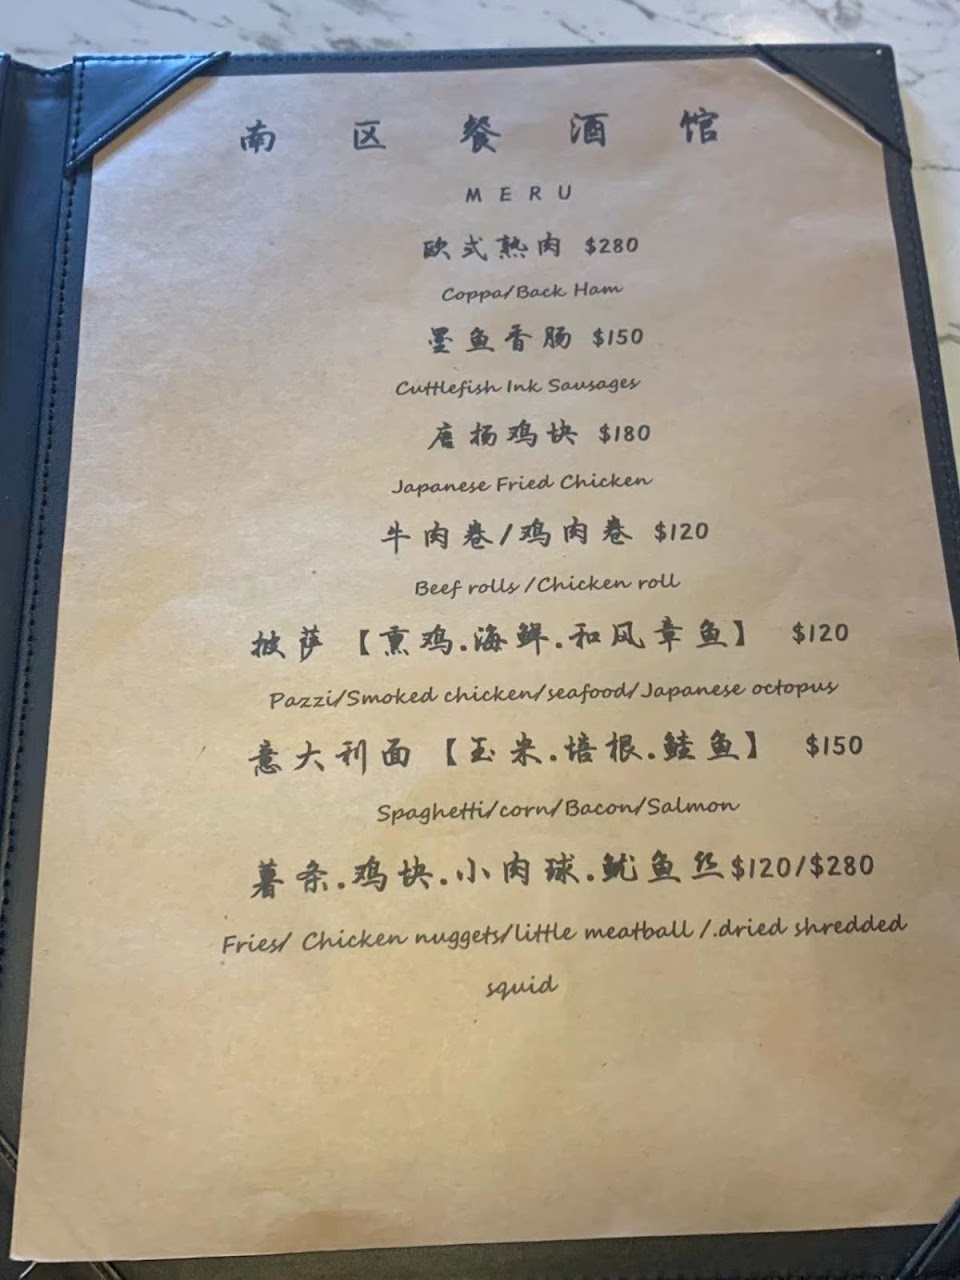 南区餐酒馆
MERU
欧式熟肉 $280
Coppa/Back Ham
墨鱼香肠 $150
Cuttlefish Ink Sausages
唐扬鸡块 $180
Japanese Fried Chicken
牛肉卷/鸡肉卷 $120
Beef rolls /Chicken roll
披萨【熏鸡.海鲜.和风章鱼】 $120
Pazzi/Smoked chicken/seafood/Japanese octopus
意大利面【玉米.培根.鲑鱼】 $150
Spaghetti/corn/Bacon/Salmon
薯条.鸡块.小肉球.鱿鱼丝$120/$280
Fries/ Chicken nuggets/little meatball /.dried shredded
squid